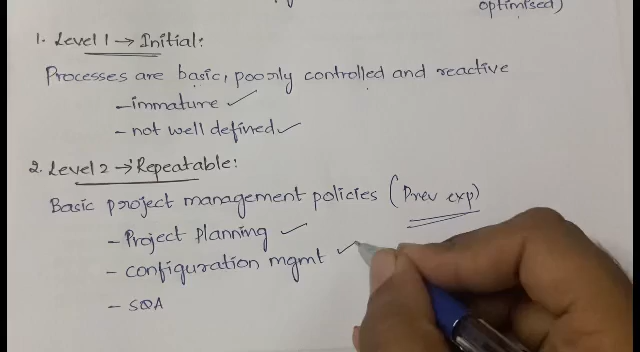 optimised)
1. Level 1 → Initial:
Processes are basic, poorly controlled and reactive
- immature ✓
- not well defined ✓
2. Level 2 → Repeatable:
Basic project management policies (Prev exp)
- Project planning ✓
- configuration mgmt ✓
- SQA